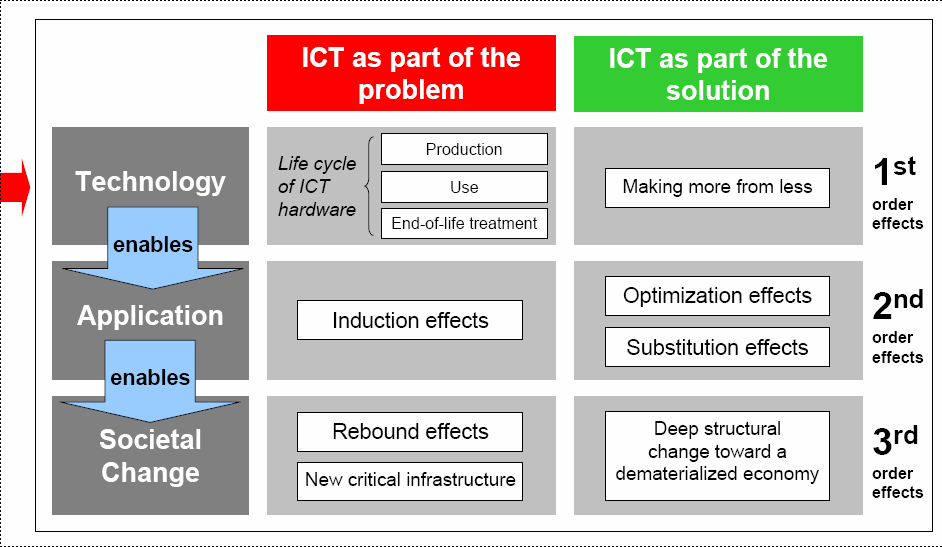 ICT as part of the
problem
ICT as part of the
solution
Technology
Life cycle
of ICT
hardware
Production
Use
End-of-life treatment
Making more from less
1st
order
effects
enables
Application
Induction effects
Optimization effects
Substitution effects
2nd
order
effects
enables
Societal
Change
Rebound effects
New critical infrastructure
Deep structural
change toward a
dematerialized economy
3rd
order
effects